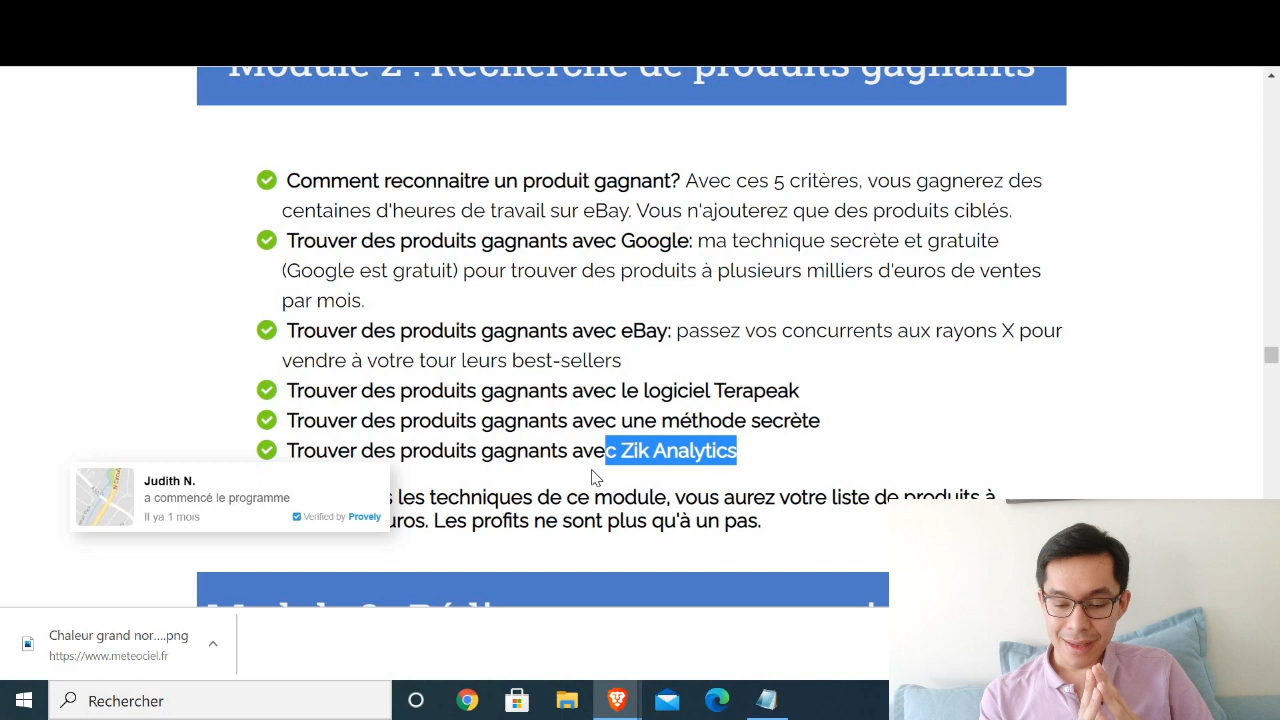 Module 2 : Recherche de produits gagnants
Comment reconnaitre un produit gagnant? Avec ces 5 critères, vous gagnerez des
centaines d'heures de travail sur eBay. Vous n'ajouterez que des produits ciblés.
Trouver des produits gagnants avec Google: ma technique secrète et gratuite
(Google est gratuit) pour trouver des produits à plusieurs milliers d'euros de ventes
par mois.
Trouver des produits gagnants avec eBay: passez vos concurrents aux rayons X pour
vendre à votre tour leurs best-sellers
Trouver des produits gagnants avec le logiciel Terapeak
Trouver des produits gagnants avec une méthode secrète
Trouver des produits gagnants avec Zik Analytics
Judith N.
a commencé le programme
Il ya 1 mois
Verified by Provely
les techniques de ce module, vous aurez votre liste de produits à
Les profits ne sont plus qu'à un pas.
Chaleur grand nor....png
https://www.meteociel.fr
Rechercher